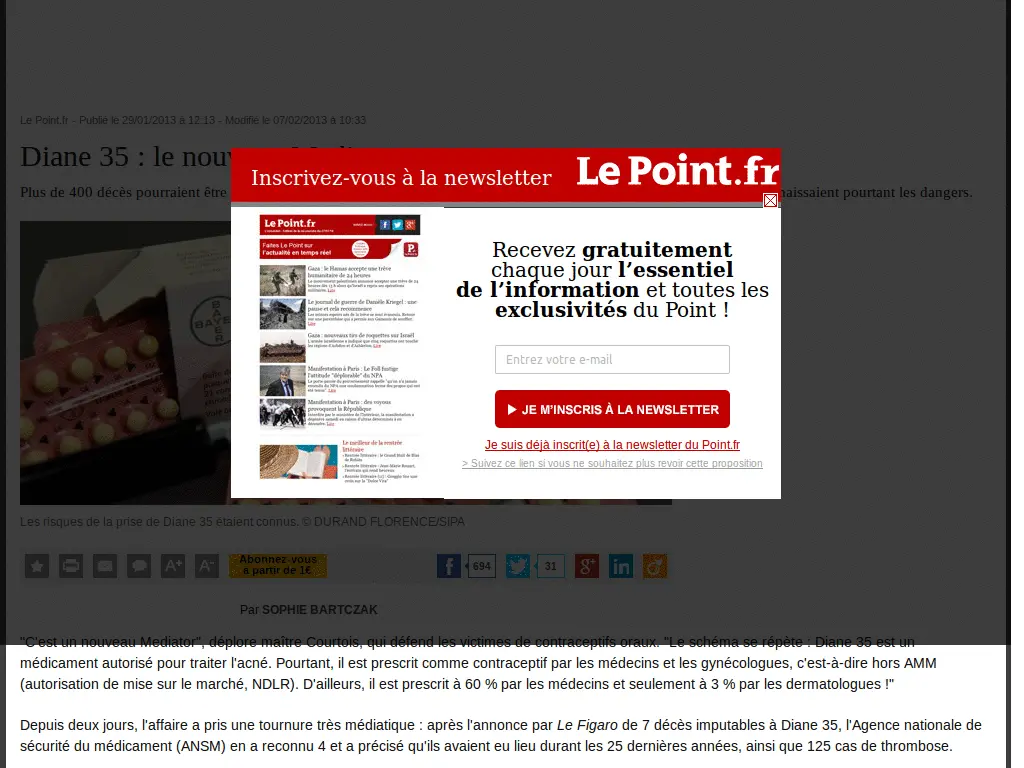 Le Point.fr - Publié le 29/01/2013 à 12:13 - Modifié le 07/02/2013 à 10:33
Diane 35 : le nou
Plus de 400 décès pourraient être
naissaient pourtant les dangers.
Inscrivez-vous à la newsletter
Le Point.fr
Le Point.fr
Faites Le Point sur
l'actualité en temps réel
Gaza : le Hamas accepte une trêve
humanitaire de 24 heures
Le journal de guerre de Danièle Kriegel : une
pause et cela recommence
Gaza : nouveaux tirs de roquettes sur Israël
Manifestation à Paris : Le Foll fustige
l'attitude "déplorable" du NPA
Manifestation à Paris : des voyous
provoquent la République
Le meilleur de la rentrée
littéraire
Recevez gratuitement
chaque jour l'essentiel
de l'information et toutes les
exclusivités du Point !
Entrez votre e-mail
JE M'INSCRIS À LA NEWSLETTER
Je suis déjà inscrit(e) à la newsletter du Point.fr
> Suivez ce lien si vous ne souhaitez plus revoir cette proposition
BAYER
BAYER
Les risques de la prise de Diane 35 étaient connus. © DURAND FLORENCE/SIPA
A+
A-
Abonnez-vous
à partir de 1€
694
31
Par SOPHIE BARTCZAK
"C'est un nouveau Mediator", déplore maître Courtois, qui défend les victimes de contraceptifs oraux. "Le schéma se répète : Diane 35 est un
médicament autorisé pour traiter l'acné. Pourtant, il est prescrit comme contraceptif par les médecins et les gynécologues, c'est-à-dire hors AMM
(autorisation de mise sur le marché, NDLR). D'ailleurs, il est prescrit à 60 % par les médecins et seulement à 3 % par les dermatologues !"
Depuis deux jours, l'affaire a pris une tournure très médiatique : après l'annonce par Le Figaro de 7 décès imputables à Diane 35, l'Agence nationale de
sécurité du médicament (ANSM) en a reconnu 4 et a précisé qu'ils avaient eu lieu durant les 25 dernières années, ainsi que 125 cas de thrombose.